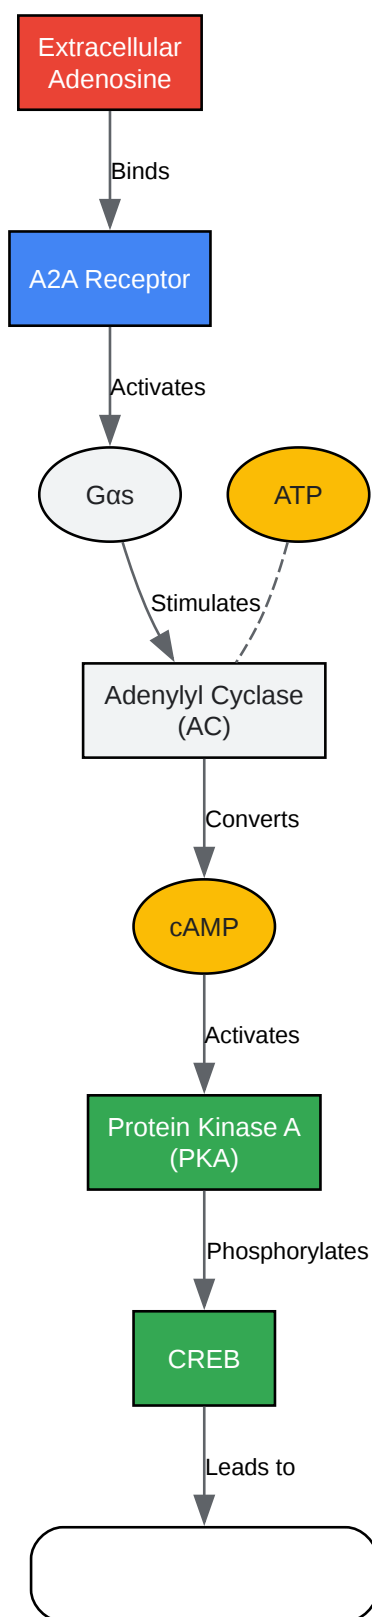 Extracellular
Adenosine
Binds
A2A Receptor
Activates
Gαs
ATP
Stimulates
Adenylyl Cyclase
(AC)
Converts
cAMP
Activates
Protein Kinase A
(PKA)
Phosphorylates
CREB
Leads to